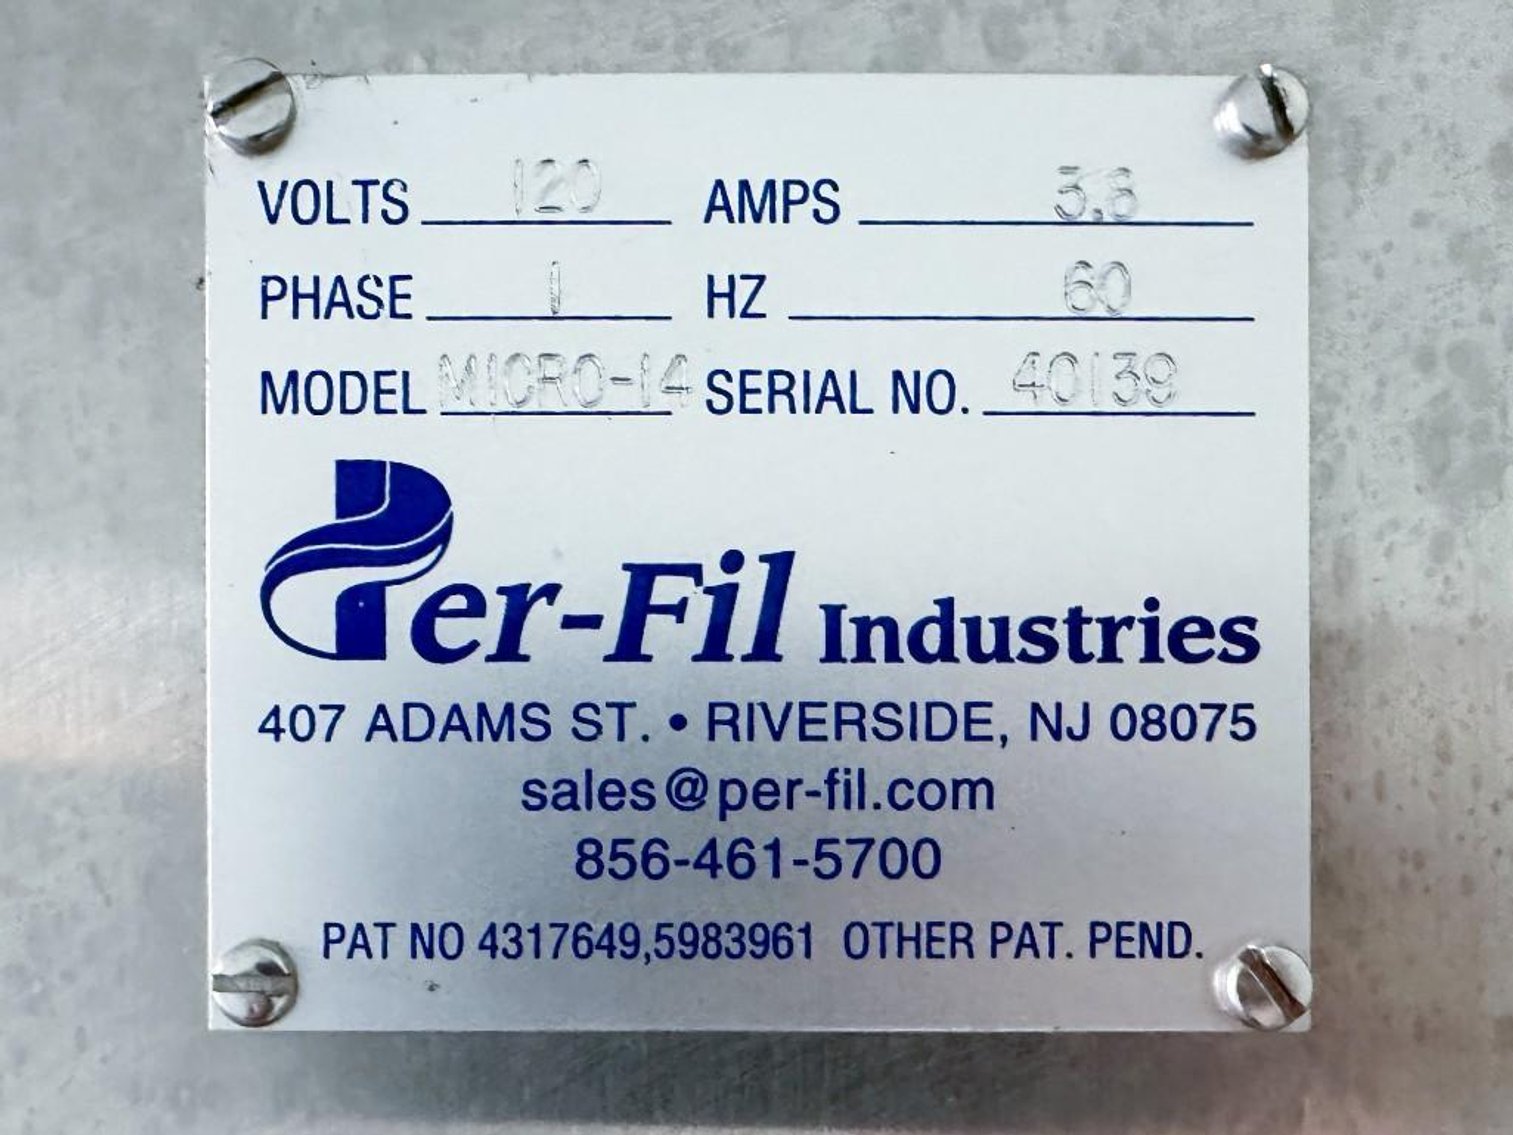 VOLTS 120 AMPS 3.8
PHASE 1 HZ 60
MODEL MICRO-14 SERIAL NO. 40139
Per-Fil Industries
407 ADAMS ST. • RIVERSIDE, NJ 08075
sales@per-fil.com
856-461-5700
PAT NO 4317649,5983961 OTHER PAT. PEND.